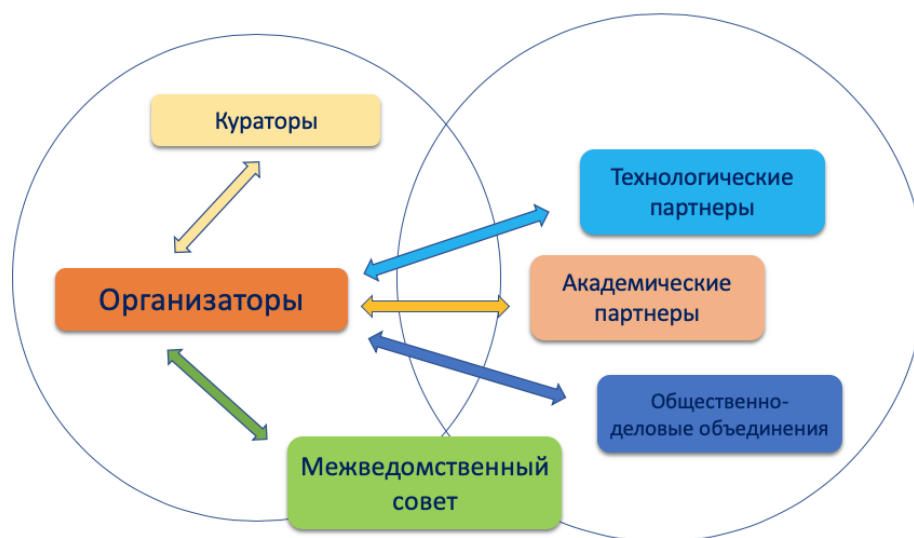 Кураторы
Технологические
партнеры
Организаторы
Академические
партнеры
Общественно-
деловые объединения
Межведомственный
совет